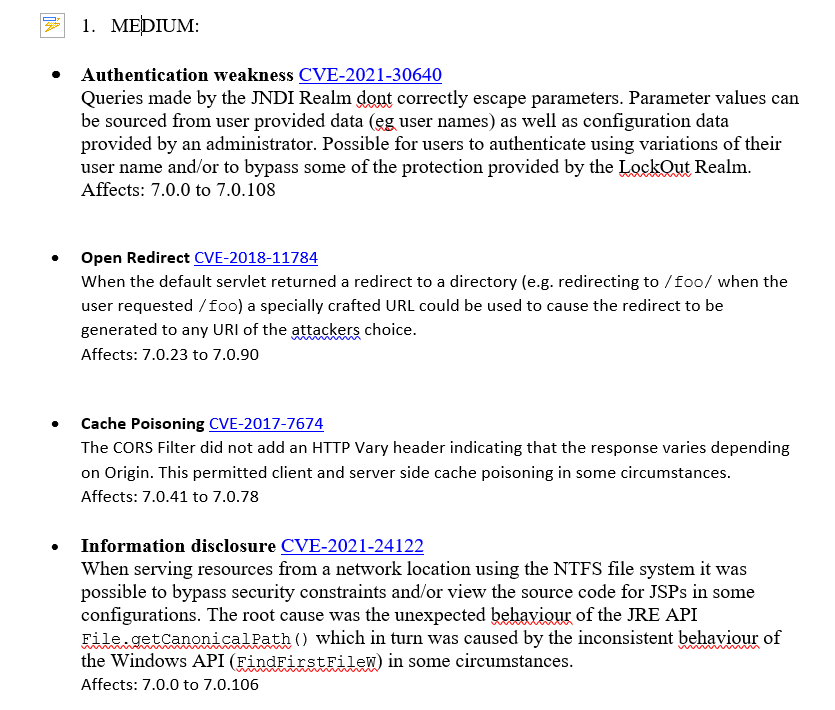 1. MEDIUM:
• Authentication weakness CVE-2021-30640
Queries made by the JNDI Realm dont correctly escape parameters. Parameter values can
be sourced from user provided data (eg user names) as well as configuration data
provided by an administrator. Possible for users to authenticate using variations of their
user name and/or to bypass some of the protection provided by the LockOut Realm.
Affects: 7.0.0 to 7.0.108
• Open Redirect CVE-2018-11784
When the default servlet returned a redirect to a directory (e.g. redirecting to /foo/ when the
user requested /foo) a specially crafted URL could be used to cause the redirect to be
generated to any URI of the attackers choice.
Affects: 7.0.23 to 7.0.90
• Cache Poisoning CVE-2017-7674
The CORS Filter did not add an HTTP Vary header indicating that the response varies depending
on Origin. This permitted client and server side cache poisoning in some circumstances.
Affects: 7.0.41 to 7.0.78
• Information disclosure CVE-2021-24122
When serving resources from a network location using the NTFS file system it was
possible to bypass security constraints and/or view the source code for JSPs in some
configurations. The root cause was the unexpected behaviour of the JRE API
File.getCanonicalPath() which in turn was caused by the inconsistent behaviour of
the Windows API (FindFirstFileW) in some circumstances.
Affects: 7.0.0 to 7.0.106